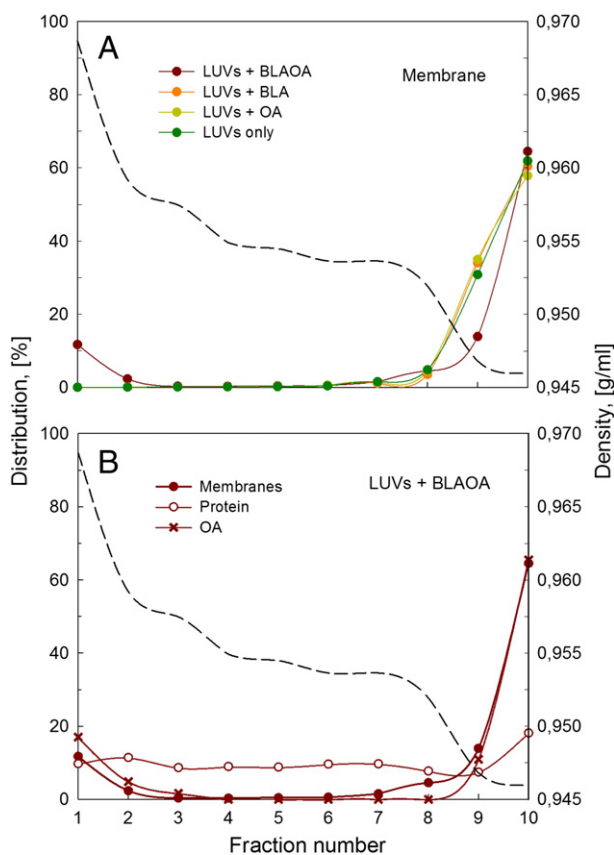 A
Membrane
LUVs + BLAOA
LUVs + BLA
LUVs + OA
LUVs only
100
80
60
40
20
0
0,970
0,965
0,960
0,955
0,950
0,945
Distribution, [%]
Density, [g/ml]
B
LUVs + BLAOA
Membranes
Protein
OA
100
80
60
40
20
0
0,970
0,965
0,960
0,955
0,950
0,945
1 2 3 4 5 6 7 8 9 10
Fraction number